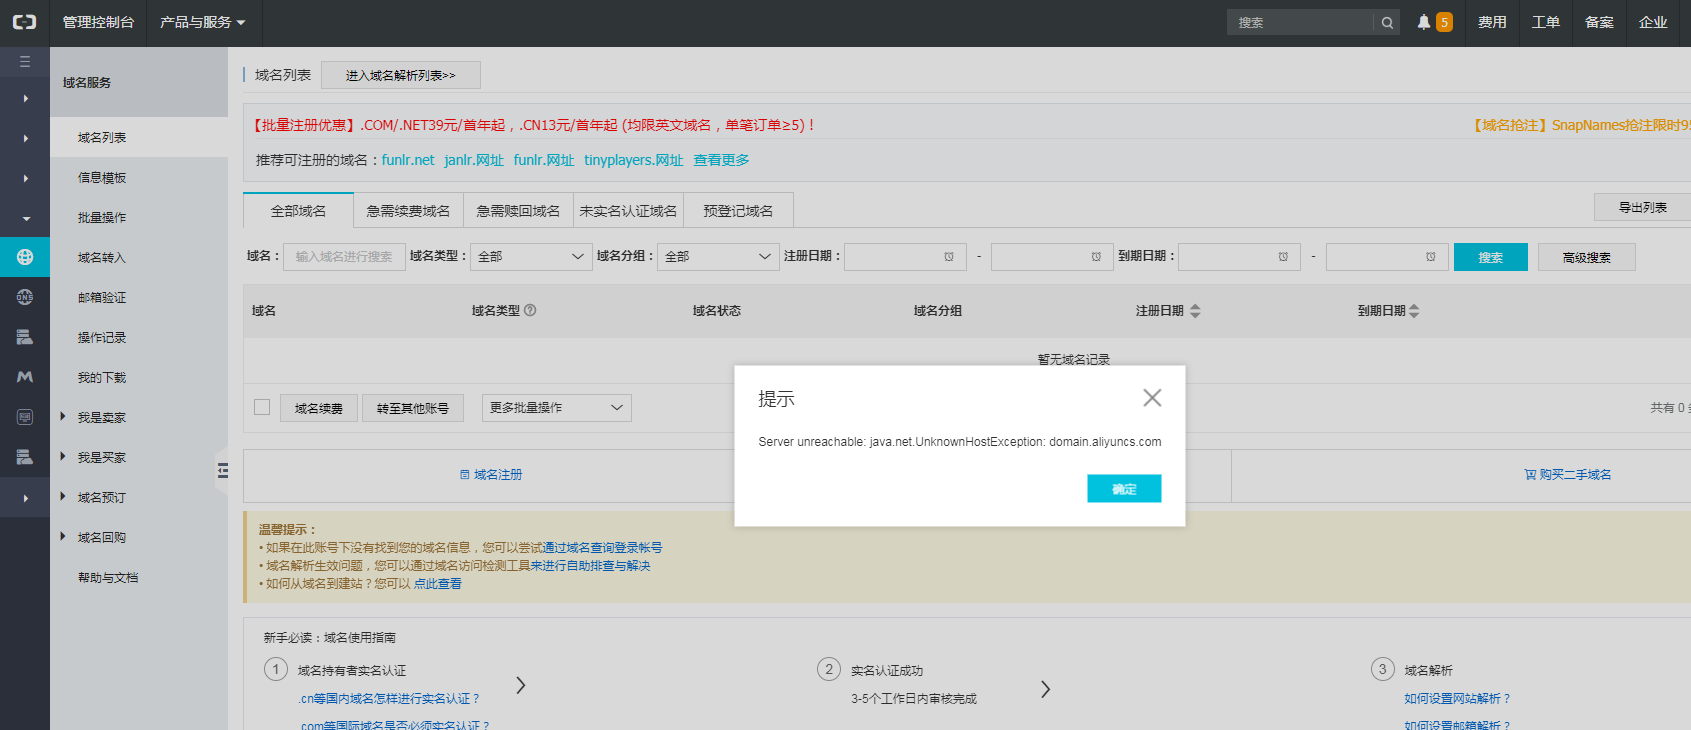 管理控制台 产品与服务 搜索 5 费用 工单 备案 企业
域名服务
域名列表
信息模板
批量操作
域名转入
邮箱验证
操作记录
我的下载
我是卖家
我是买家
域名预订
域名回购
帮助与文档
DNS
域名列表 进入域名解析列表>>
【批量注册优惠】.COM/.NET39元/首年起，.CN13元/首年起 (均限英文域名，单笔订单≥5)！ 【域名抢注】SnapNames抢注限时95
推荐可注册的域名：funlr.net janlr.网址 funlr.网址 tinyplayers.网址 查看更多
全部域名 急需续费域名 急需赎回域名 未实名认证域名 预登记域名 导出列表
域名： 输入域名进行搜索 域名类型： 全部 域名分组： 全部 注册日期： - 到期日期： - 搜索 高级搜索
域名 域名类型 域名状态 域名分组 注册日期 到期日期
暂无域名记录
域名续费 转至其他账号 更多批量操作 共有 0
提示
Server unreachable: java.net.UnknownHostException: domain.aliyuncs.com
确定
域名注册 购买二手域名
温馨提示：
• 如果在此账号下没有找到您的域名信息，您可以尝试通过域名查询登录帐号
• 域名解析生效问题，您可以通过域名访问检测工具来进行自助排查与解决
• 如何从域名到建站？您可以 点此查看
新手必读：域名使用指南
1 域名持有者实名认证 2 实名认证成功 3 域名解析
.cn等国内域名怎样进行实名认证？ 3-5个工作日内审核完成 如何设置网站解析？
.com等国际域名是否必须实名认证？ 如何设置邮箱解析？